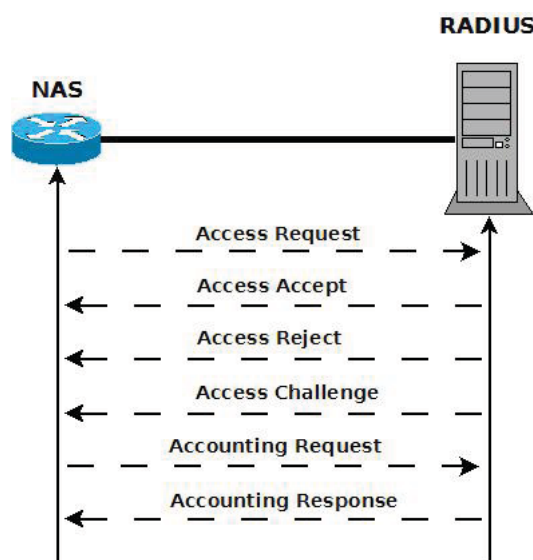 RADIUS
NAS
Access Request
Access Accept
Access Reject
Access Challenge
Accounting Request
Accounting Response